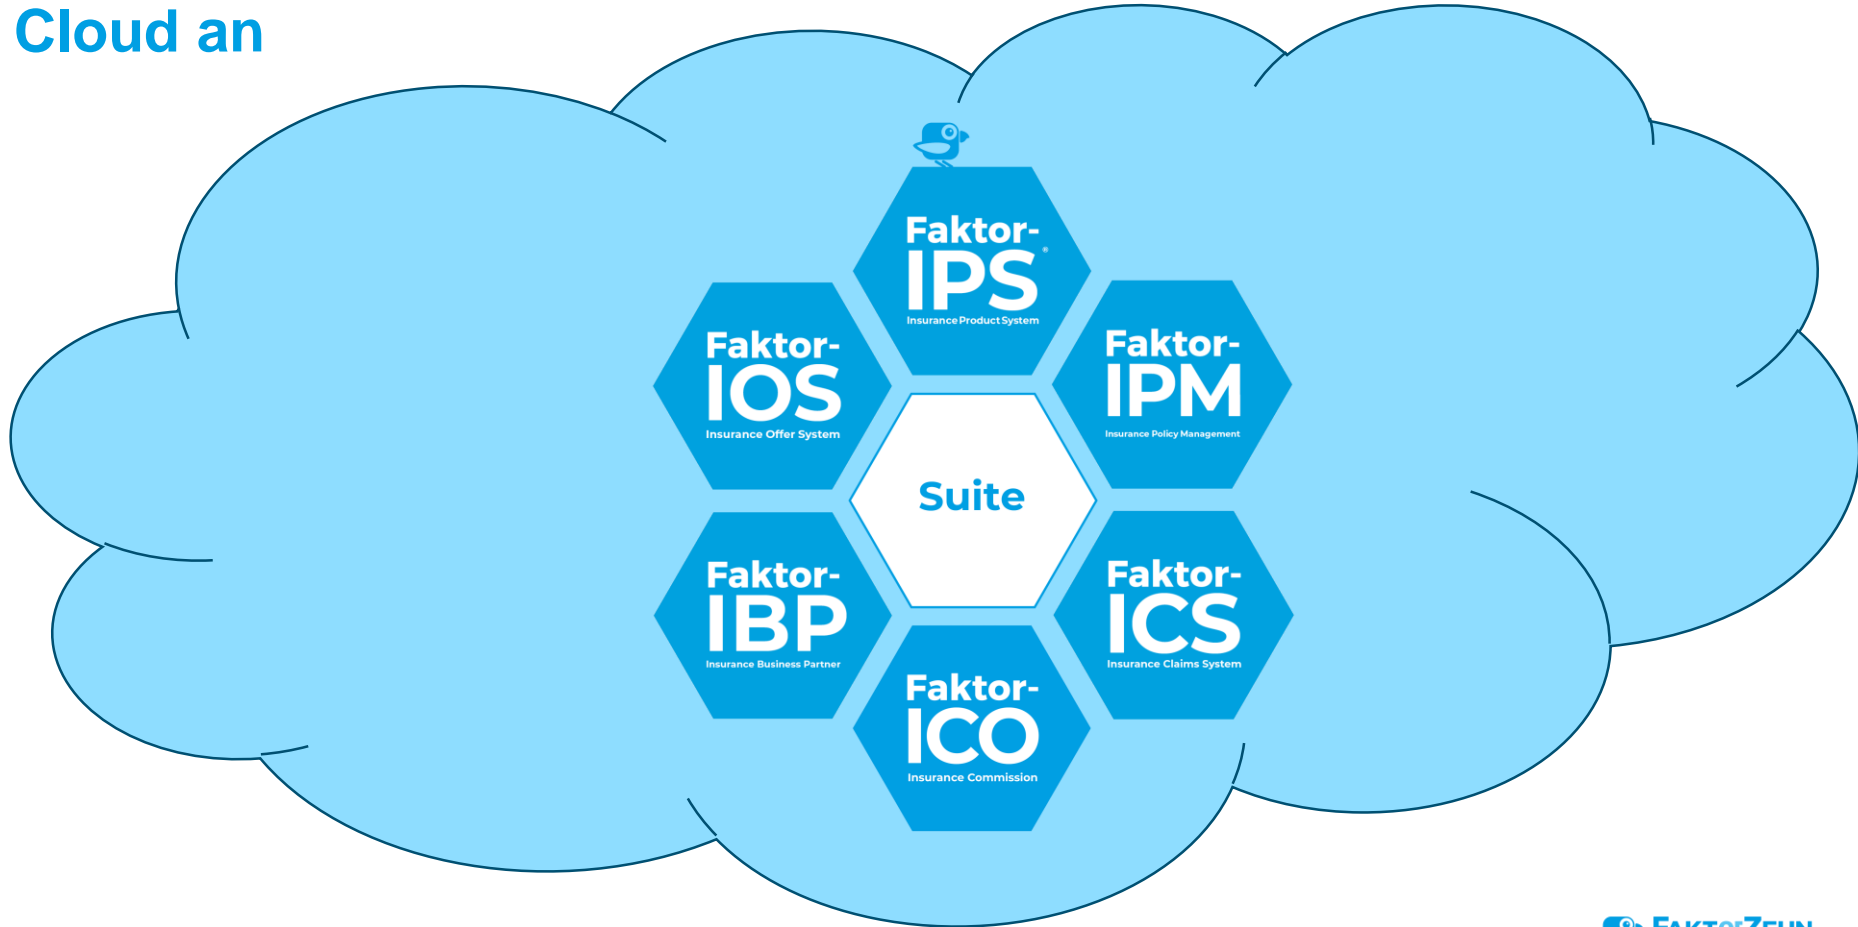 Cloud an
Faktor-
IPS®
Insurance Product System
Faktor-
IOS
Insurance Offer System
Faktor-
IPM
Insurance Policy Management
Suite
Faktor-
IBP
Insurance Business Partner
Faktor-
ICS
Insurance Claims System
Faktor-
ICO
Insurance Commission
FAKTORZEHN